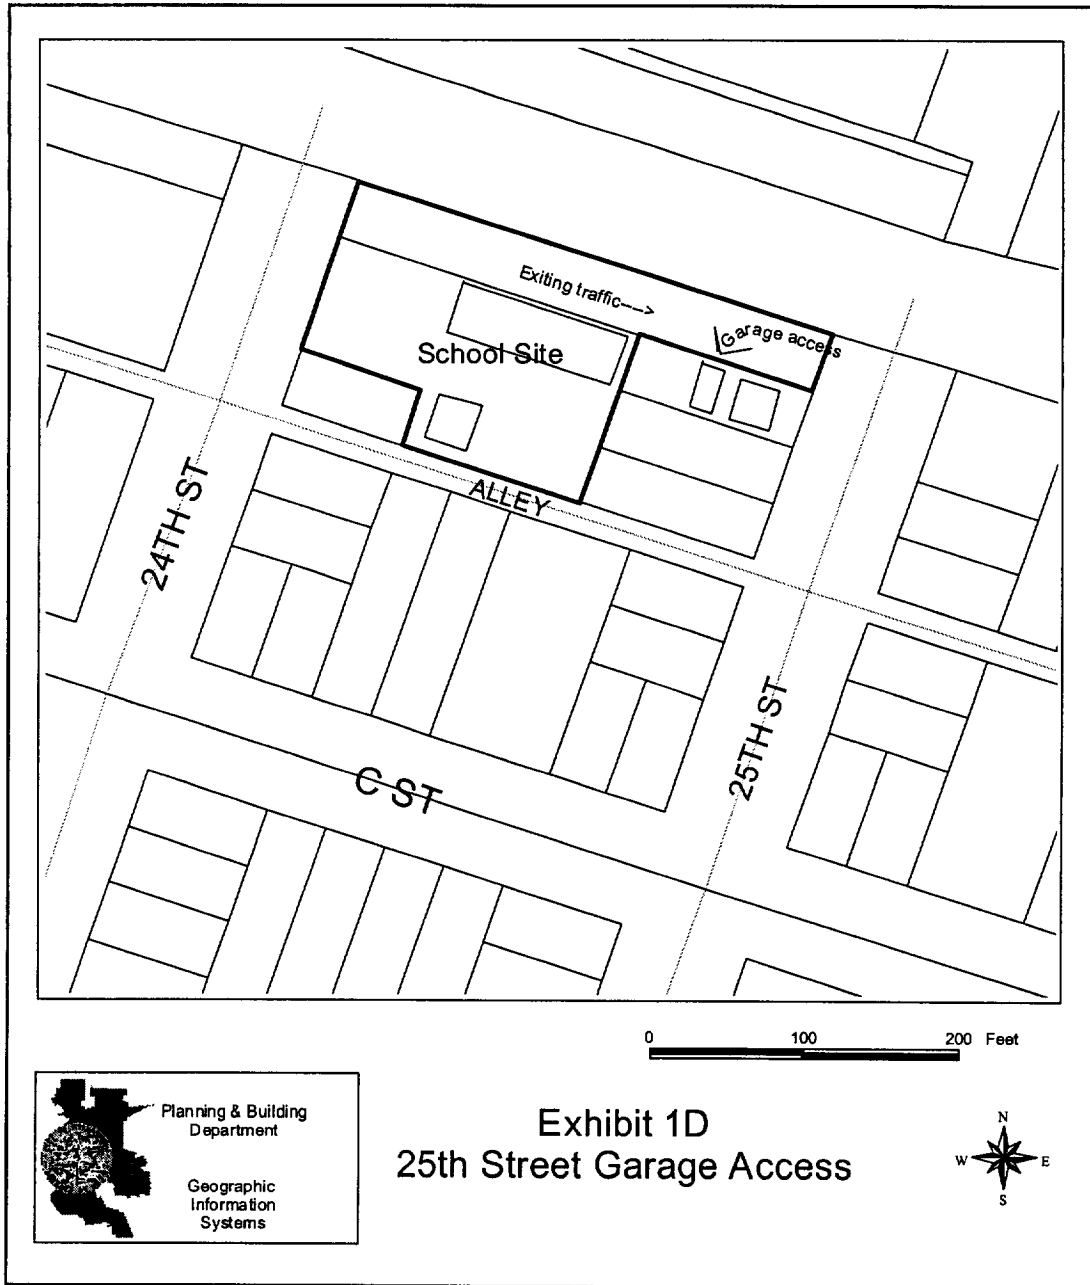 Exiting traffic---->
Garage access
School Site
ALLEY
24TH ST
25TH ST
C ST
0 100 200 Feet
Planning & Building
Department
Geographic
Information
Systems
Exhibit 1D
25th Street Garage Access
N
W E
S